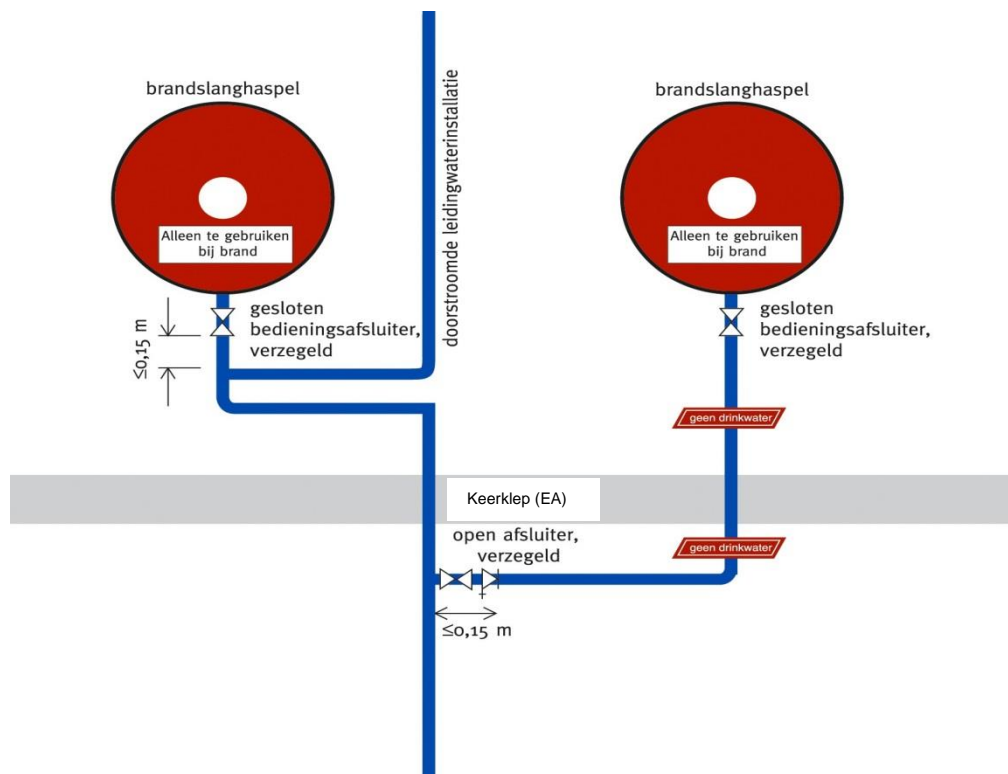 brandslanghaspel
Alleen te gebruiken
bij brand
gesloten
bedieningsafsluiter,
verzegeld
≤0,15 m
doorstroomde leidingwaterinstallatie
brandslanghaspel
Alleen te gebruiken
bij brand
gesloten
bedieningsafsluiter,
verzegeld
geen drinkwater
Keerklep (EA)
open afsluiter,
verzegeld
≤0,15 m
geen drinkwater